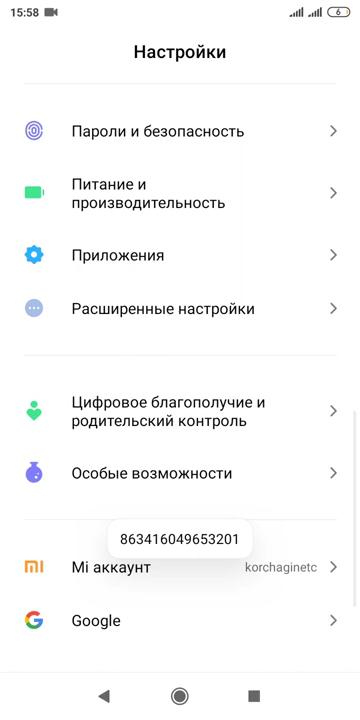 15:58
6
Настройки
Пароли и безопасность
Питание и
производительность
Приложения
Расширенные настройки
Цифровое благополучие и
родительский контроль
Особые возможности
863416049653201
Mi аккаунт korchaginetc
Google